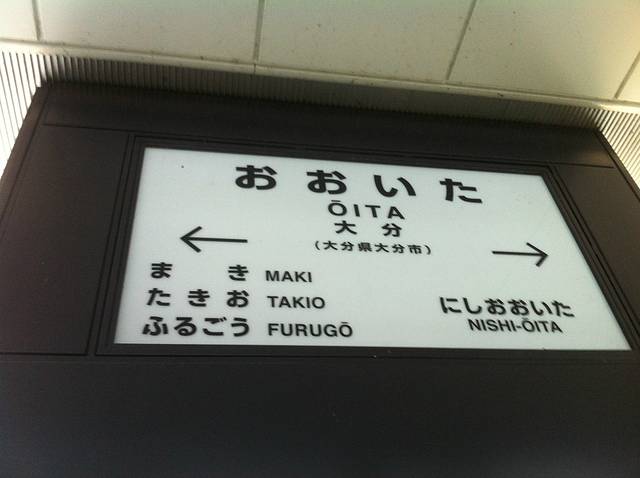 おおいた
ŌITA
大分
(大分県大分市)
← →
まき MAKI
たきお TAKIO
ふるごう FURUGŌ
にしおおいた
NISHI-ŌITA